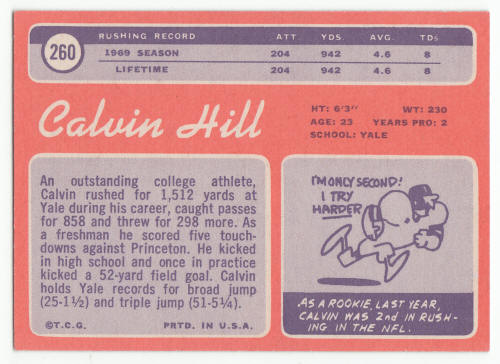 260
RUSHING RECORD ATT. YDS. AVG. TDs
1969 SEASON 204 942 4.6 8
LIFETIME 204 942 4.6 8
Calvin Hill
HT: 6'3" WT: 230
AGE: 23 YEARS PRO: 2
SCHOOL: YALE
An outstanding college athlete,
Calvin rushed for 1,512 yards at
Yale during his career, caught passes
for 858 and threw for 298 more. As
a freshman he scored five touch-
downs against Princeton. He kicked
in high school and once in practice
kicked a 52-yard field goal. Calvin
holds Yale records for broad jump
(25-1½) and triple jump (51-5¼).
©T.C.G. PRTD. IN U.S.A.
I'M ONLY SECOND!
I TRY
HARDER
AS A ROOKIE, LAST YEAR,
CALVIN WAS 2nd IN RUSH-
ING IN THE NFL.